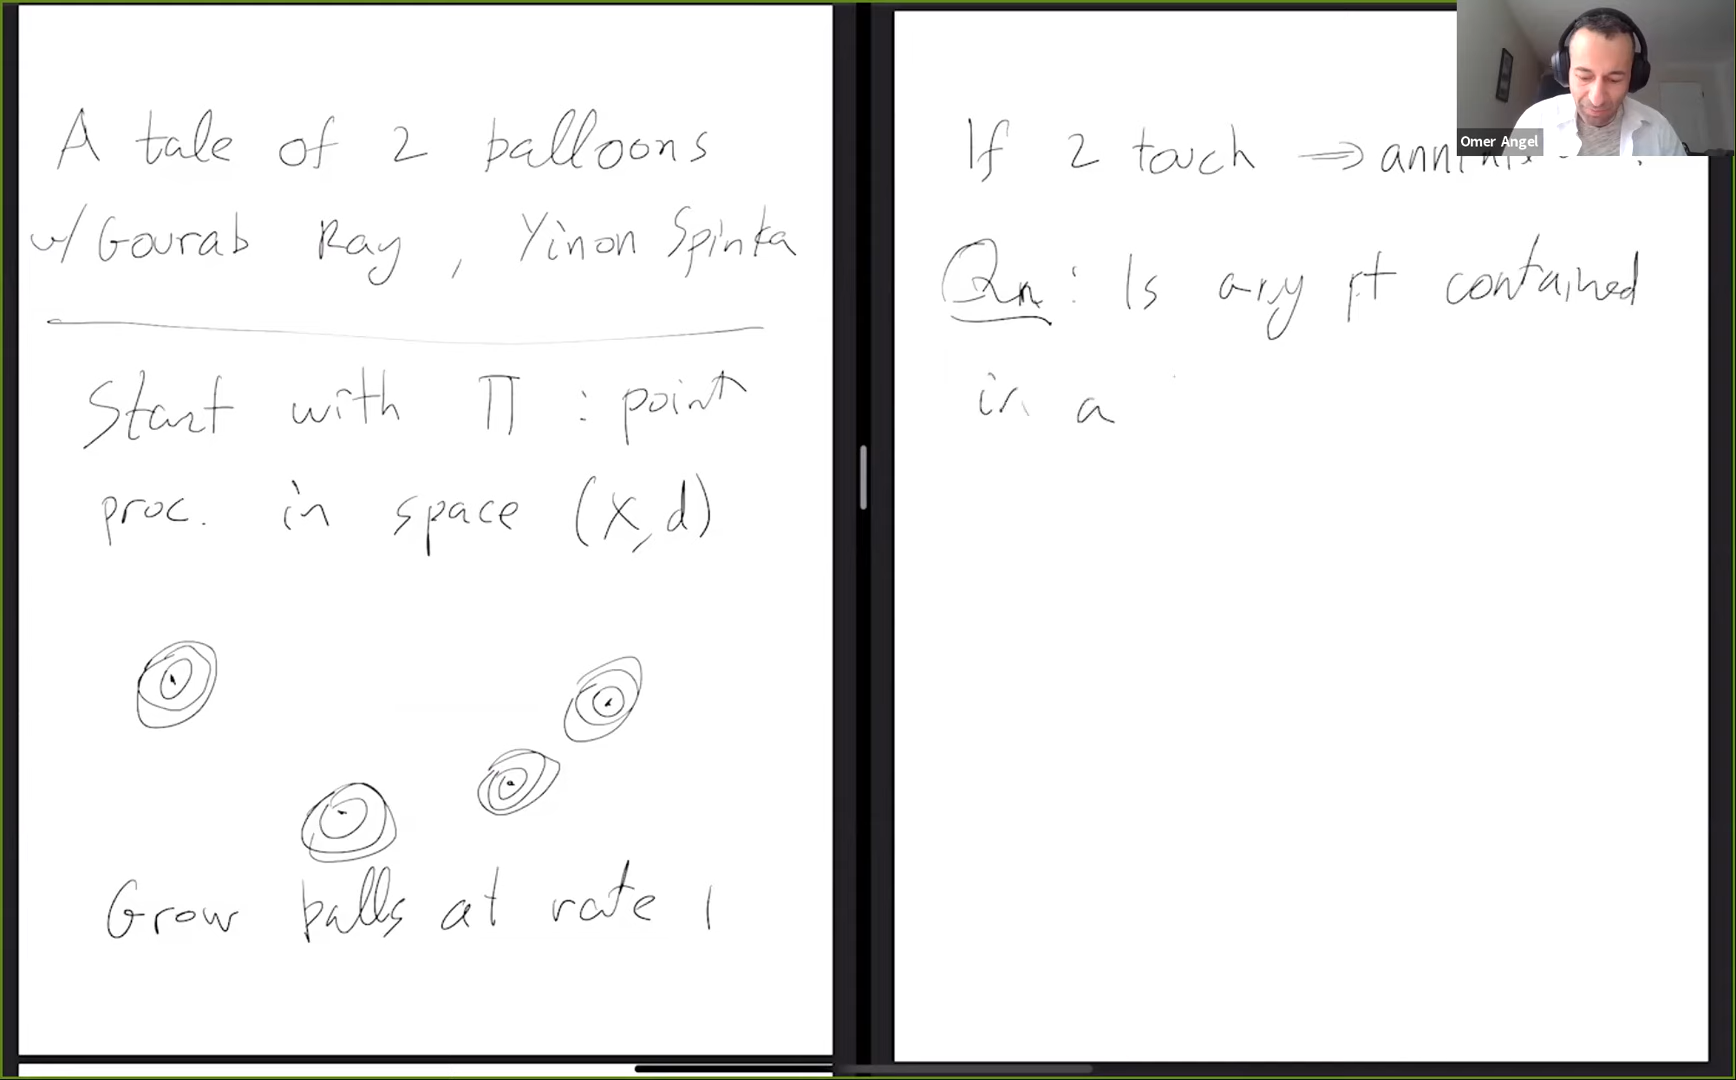 A tale of 2 balloons
w/ Gourab Ray, Yinon Spinka
Start with Π : point
proc. in space (X,d)
Grow balls at rate 1
If 2 touch ⇒
Qn: Is any pt contained
in a
Omer Angel